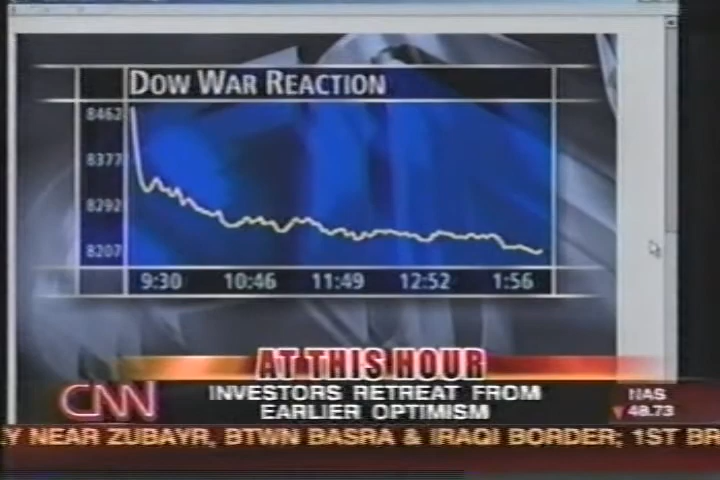 DOW WAR REACTION
8462
8377
8292
8207
9:30 10:46 11:49 12:52 1:56
AT THIS HOUR
CNN
INVESTORS RETREAT FROM
EARLIER OPTIMISM
NAS
▼48.73
Y NEAR ZUBAYR, BTWN BASRA & IRAQI BORDER; 1ST BR